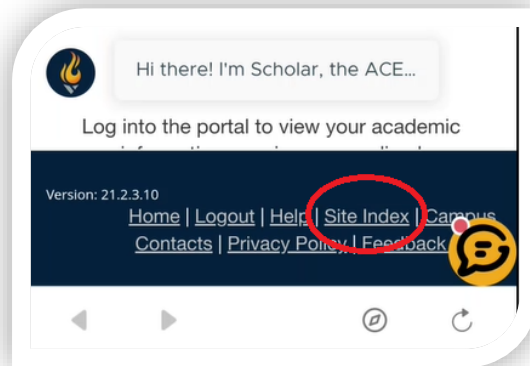 Hi there! I'm Scholar, the ACE...
Log into the portal to view your academic
Version: 21.2.3.10
Home | Logout | Help | Site Index | Campus
Contacts | Privacy Policy | Feedback